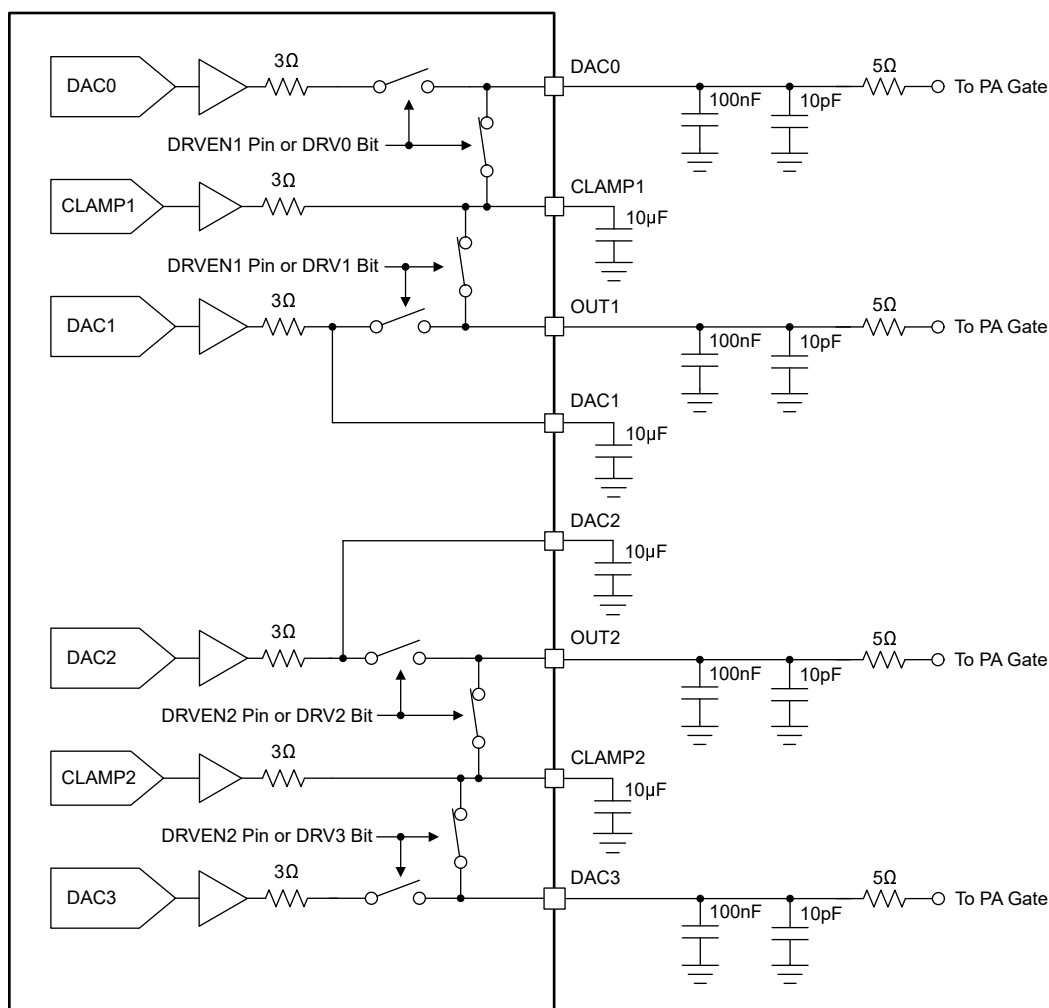 3Ω
DAC0
DAC0
5Ω
To PA Gate
100nF
10pF
DRVEN1 Pin or DRV0 Bit
3Ω
CLAMP1
CLAMP1
10µF
DRVEN1 Pin or DRV1 Bit
3Ω
DAC1
OUT1
5Ω
To PA Gate
100nF
10pF
DAC1
10µF
DAC2
10µF
3Ω
DAC2
OUT2
5Ω
To PA Gate
100nF
10pF
DRVEN2 Pin or DRV2 Bit
3Ω
CLAMP2
CLAMP2
10µF
DRVEN2 Pin or DRV3 Bit
3Ω
DAC3
DAC3
5Ω
To PA Gate
100nF
10pF